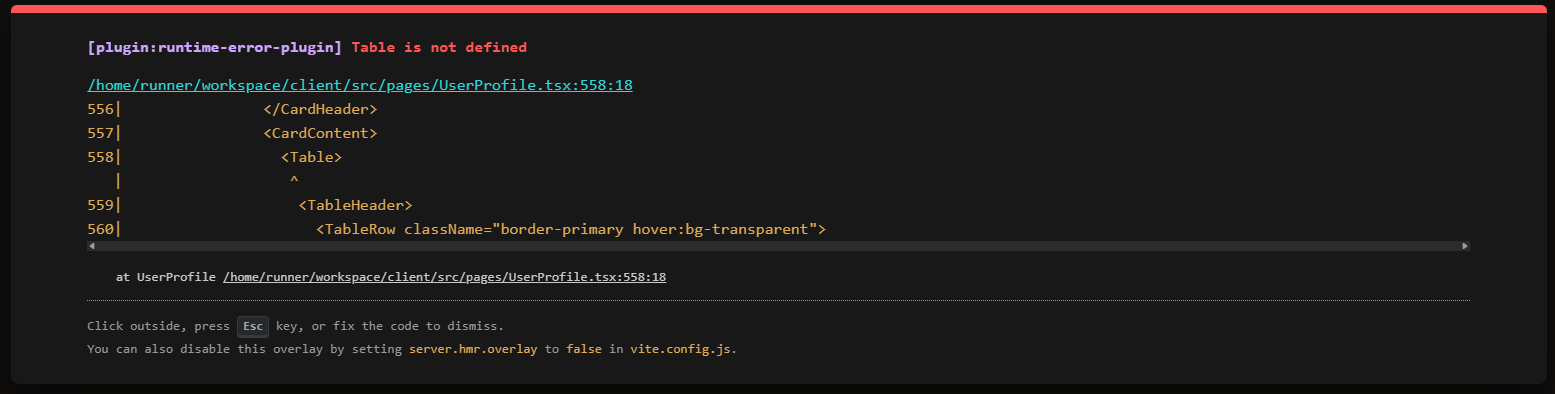 [plugin:runtime-error-plugin] Table is not defined
/home/runner/workspace/client/src/pages/UserProfile.tsx:558:18
556|                </CardHeader>
557|                <CardContent>
558|                  <Table>
   |                   ^
559|                    <TableHeader>
560|                      <TableRow className="border-primary hover:bg-transparent">
at UserProfile /home/runner/workspace/client/src/pages/UserProfile.tsx:558:18
Click outside, press Esc key, or fix the code to dismiss.
You can also disable this overlay by setting server.hmr.overlay to false in vite.config.js.